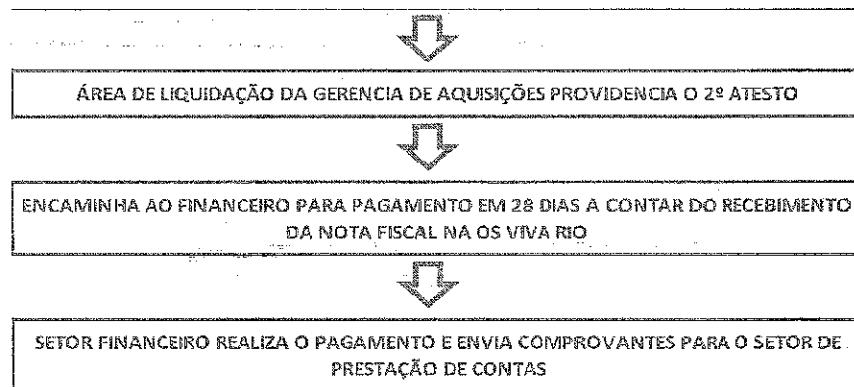 ÁREA DE LIQUIDAÇÃO DA GERENCIA DE AQUISIÇÕES PROVIDENCIA O 2º ATESTO
ENCAMINHA AO FINANCEIRO PARA PAGAMENTO EM 28 DIAS A CONTAR DO RECEBIMENTO
DA NOTA FISCAL NA OS VIVA RIO
SETOR FINANCEIRO REALIZA O PAGAMENTO E ENVIA COMPROVANTES PARA O SETOR DE
PRESTAÇÃO DE CONTAS